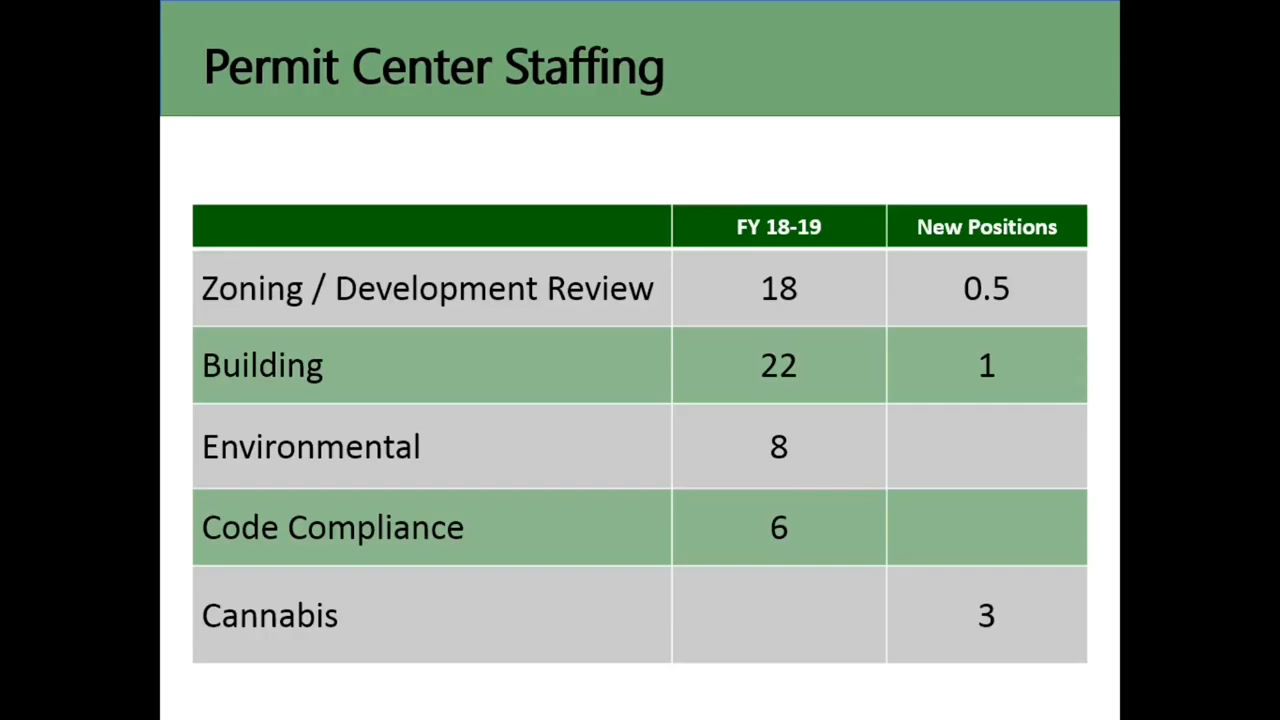 Permit Center Staffing
FY 18-19 New Positions
Zoning / Development Review 18 0.5
Building 22 1
Environmental 8
Code Compliance 6
Cannabis 3